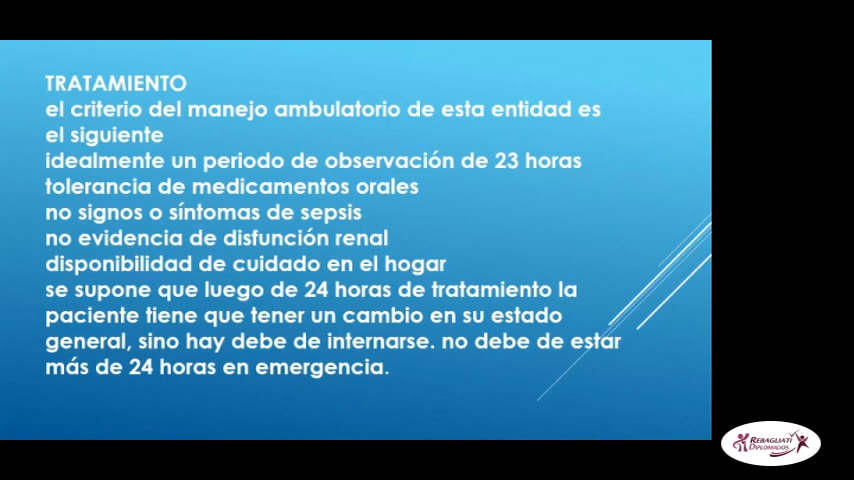 TRATAMIENTO
el criterio del manejo ambulatorio de esta entidad es
el siguiente
idealmente un periodo de observación de 23 horas
tolerancia de medicamentos orales
no signos o síntomas de sepsis
no evidencia de disfunción renal
disponibilidad de cuidado en el hogar
se supone que luego de 24 horas de tratamiento la
paciente tiene que tener un cambio en su estado
general, sino hay debe de internarse. no debe de estar
más de 24 horas en emergencia.
REBAGLIATI
DIPLOMADOS